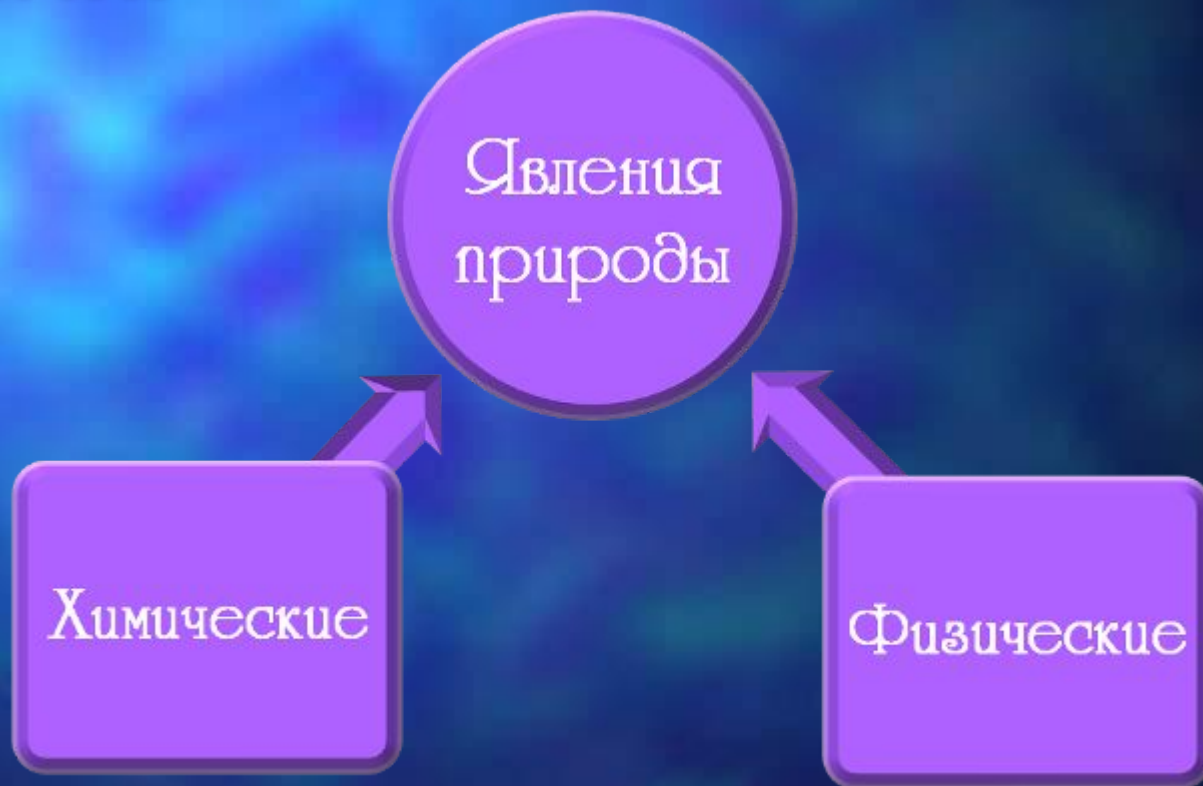 Явления
природы
Химические
Физические